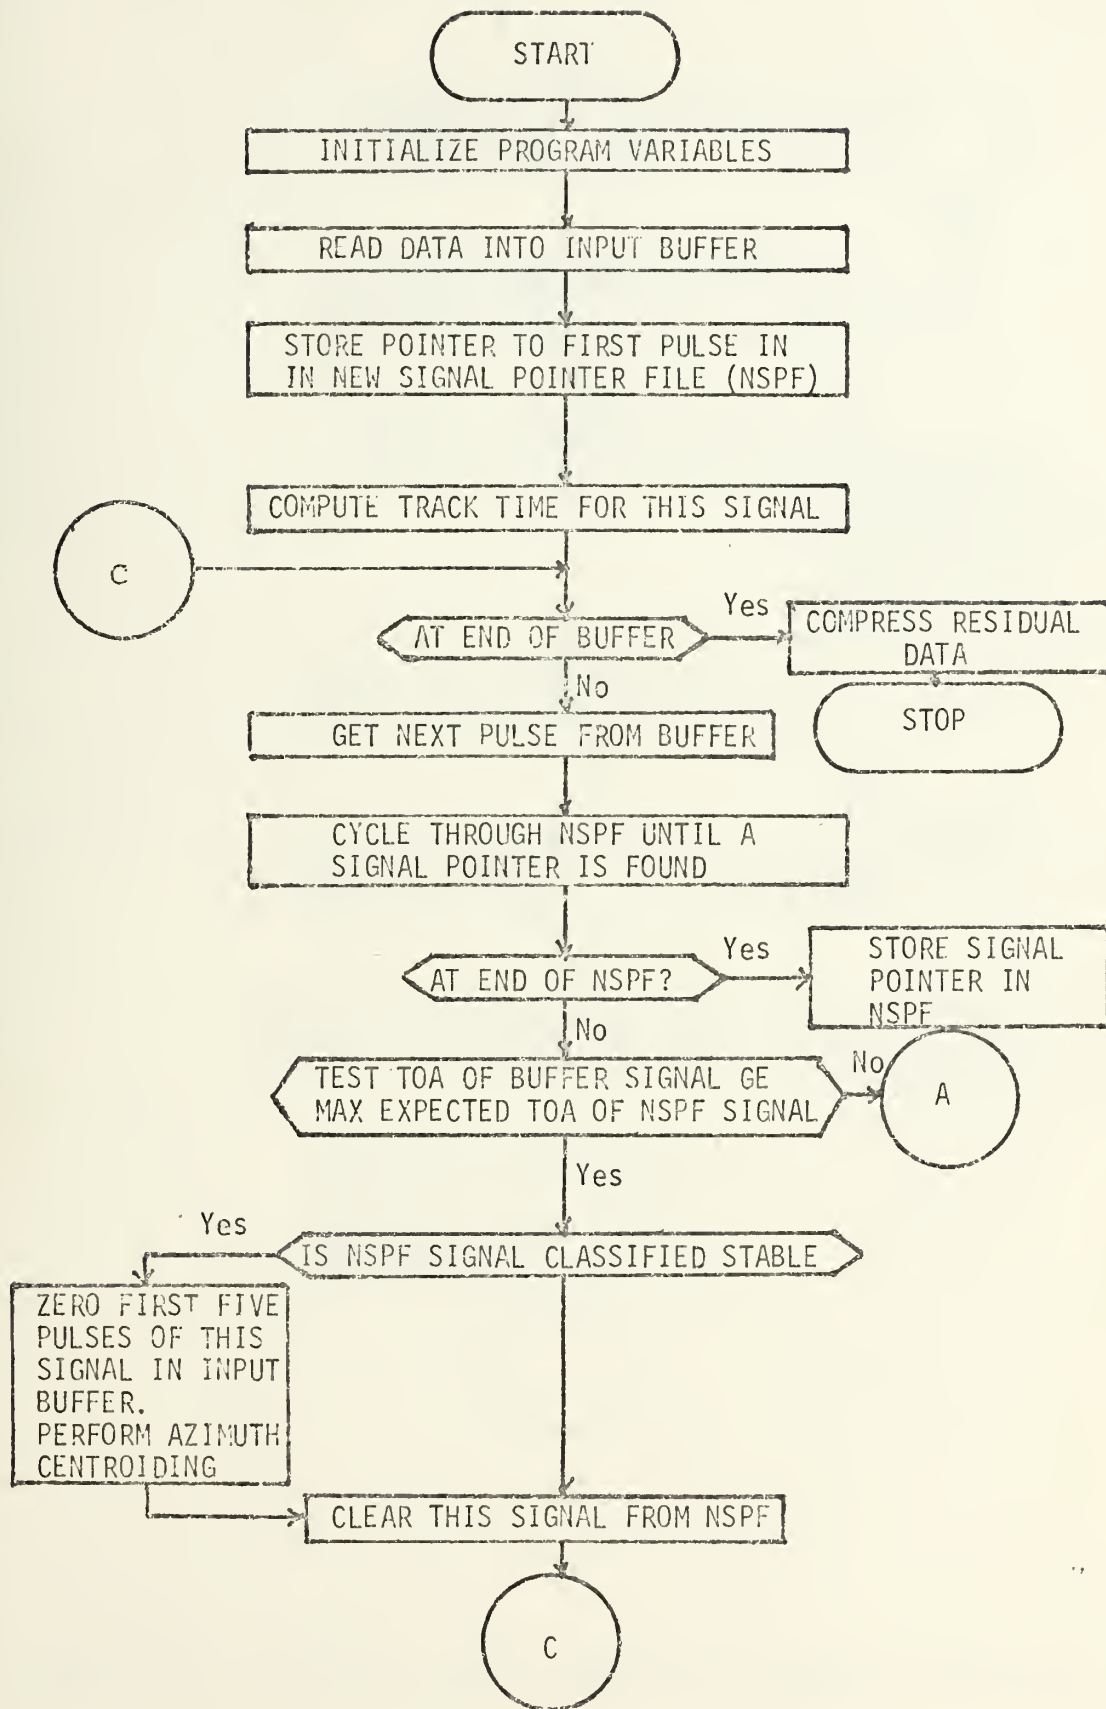 START
INITIALIZE PROGRAM VARIABLES
READ DATA INTO INPUT BUFFER
STORE POINTER TO FIRST PULSE IN
IN NEW SIGNAL POINTER FILE (NSPF)
COMPUTE TRACK TIME FOR THIS SIGNAL
C
AT END OF BUFFER
Yes
COMPRESS RESIDUAL
DATA
No
STOP
GET NEXT PULSE FROM BUFFER
CYCLE THROUGH NSPF UNTIL A
SIGNAL POINTER IS FOUND
AT END OF NSPF?
Yes
STORE SIGNAL
POINTER IN
NSPF
No
TEST TOA OF BUFFER SIGNAL GE
MAX EXPECTED TOA OF NSPF SIGNAL
No
A
Yes
Yes
IS NSPF SIGNAL CLASSIFIED STABLE
ZERO FIRST FIVE
PULSES OF THIS
SIGNAL IN INPUT
BUFFER.
PERFORM AZIMUTH
CENTROIDING
CLEAR THIS SIGNAL FROM NSPF
C